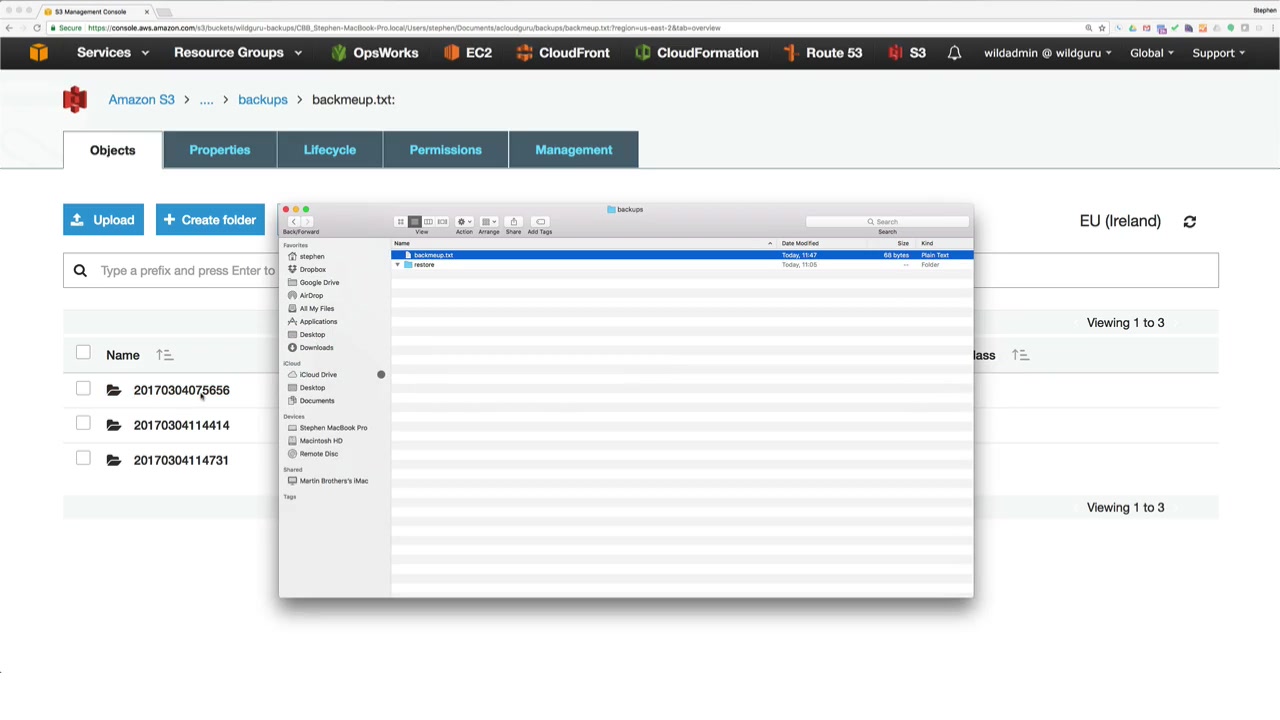 S3 Management Console
Stephen
Secure https://console.aws.amazon.com/s3/buckets/wildguru-backups/CBB_Stephen-MacBook-Pro.local/Users/stephen/Documents/acloudguru/backups/backmeup.txt:/?region=us-east-2&tab=overview
Services Resource Groups OpsWorks EC2 CloudFront CloudFormation Route 53 S3 wildadmin @ wildguru Global Support
Amazon S3 > .... > backups > backmeup.txt:
Objects Properties Lifecycle Permissions Management
Upload + Create folder EU (Ireland)
Type a prefix and press Enter to
Viewing 1 to 3
Name lass
20170304075656
20170304114414
20170304114731
Viewing 1 to 3
backups
Search
Back/Forward View Action Arrange Share Add Tags Search
Name Date Modified Size Kind
backmeup.txt Today, 11:47 68 bytes Plain Text
restore Today, 11:06 -- Folder
Favorites
stephen
Dropbox
Google Drive
AirDrop
All My Files
Applications
Desktop
Downloads
iCloud
iCloud Drive
Desktop
Documents
Devices
Stephen MacBook Pro
Macintosh HD
Remote Disc
Shared
Martin Brothers's iMac
Tags